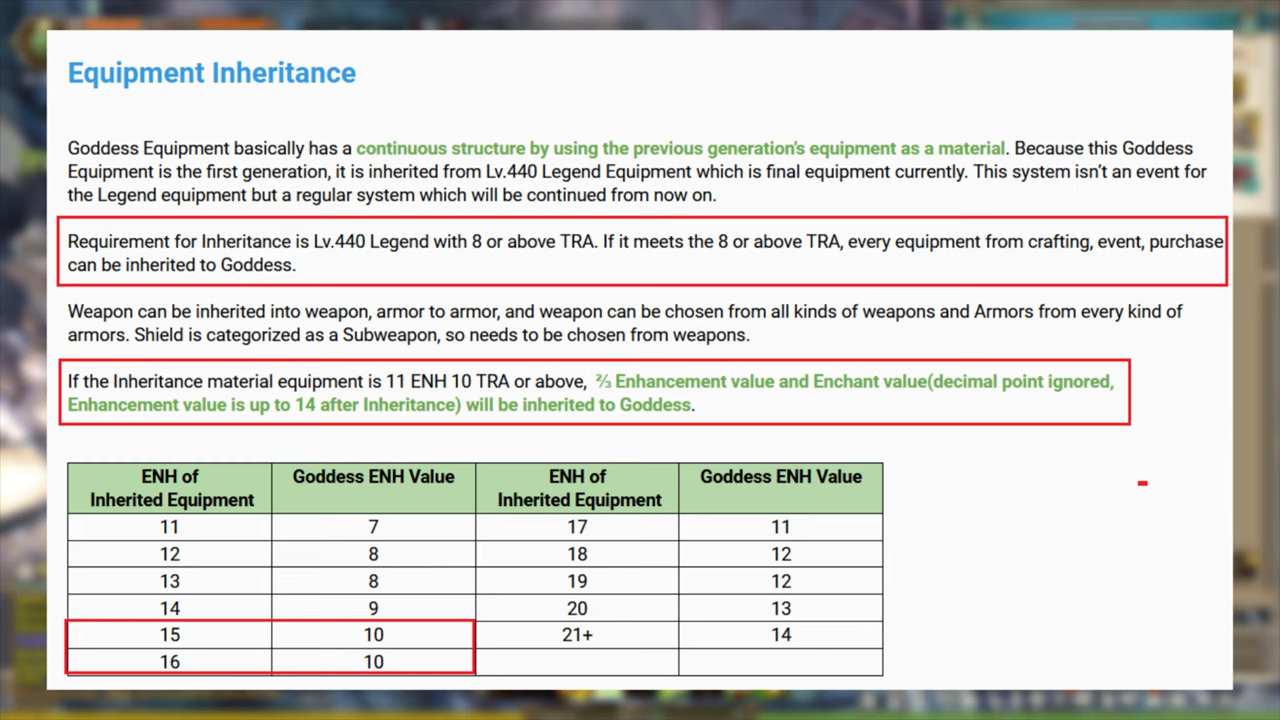 Equipment Inheritance
Goddess Equipment basically has a continuous structure by using the previous generation's equipment as a material. Because this Goddess
Equipment is the first generation, it is inherited from Lv.440 Legend Equipment which is final equipment currently. This system isn't an event for
the Legend equipment but a regular system which will be continued from now on.
Requirement for Inheritance is Lv.440 Legend with 8 or above TRA. If it meets the 8 or above TRA, every equipment from crafting, event, purchase
can be inherited to Goddess.
Weapon can be inherited into weapon, armor to armor, and weapon can be chosen from all kinds of weapons and Armors from every kind of
armors. Shield is categorized as a Subweapon, so needs to be chosen from weapons.
If the Inheritance material equipment is 11 ENH 10 TRA or above, ⅔ Enhancement value and Enchant value(decimal point ignored,
Enhancement value is up to 14 after Inheritance) will be inherited to Goddess.
ENH of Goddess ENH Value ENH of Goddess ENH Value
Inherited Equipment Inherited Equipment
11 7 17 11
12 8 18 12
13 8 19 12
14 9 20 13
15 10 21+ 14
16 10